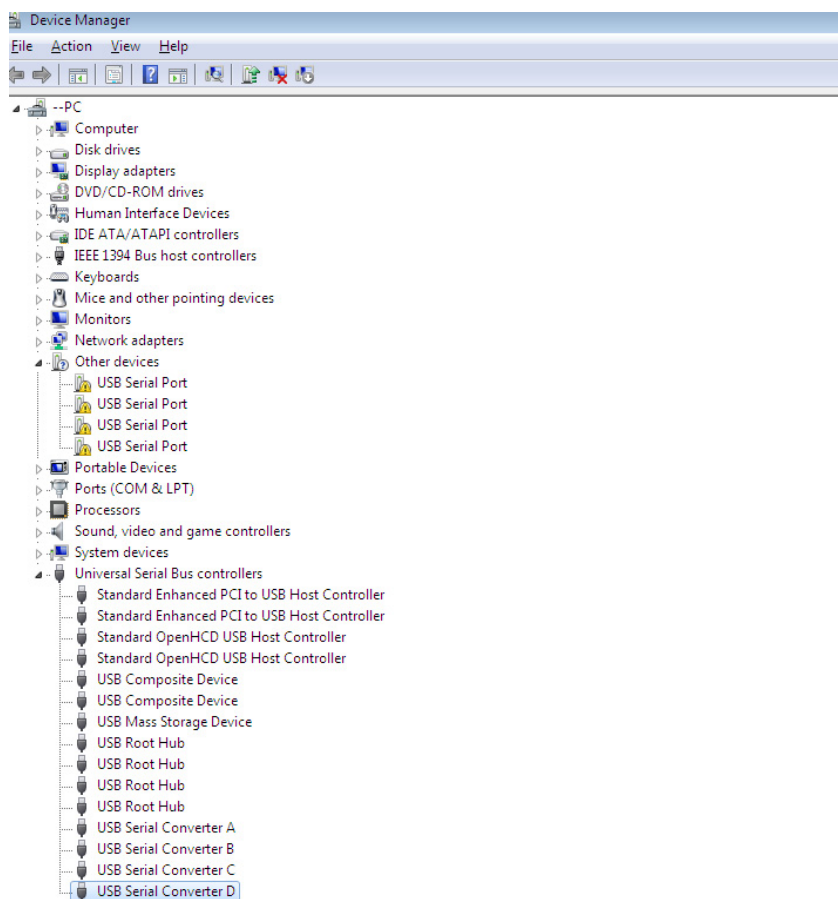 Device Manager
File Action View Help
--PC
Computer
Disk drives
Display adapters
DVD/CD-ROM drives
Human Interface Devices
IDE ATA/ATAPI controllers
IEEE 1394 Bus host controllers
Keyboards
Mice and other pointing devices
Monitors
Network adapters
Other devices
USB Serial Port
USB Serial Port
USB Serial Port
USB Serial Port
Portable Devices
Ports (COM & LPT)
Processors
Sound, video and game controllers
System devices
Universal Serial Bus controllers
Standard Enhanced PCI to USB Host Controller
Standard Enhanced PCI to USB Host Controller
Standard OpenHCD USB Host Controller
Standard OpenHCD USB Host Controller
USB Composite Device
USB Composite Device
USB Mass Storage Device
USB Root Hub
USB Root Hub
USB Root Hub
USB Root Hub
USB Serial Converter A
USB Serial Converter B
USB Serial Converter C
USB Serial Converter D